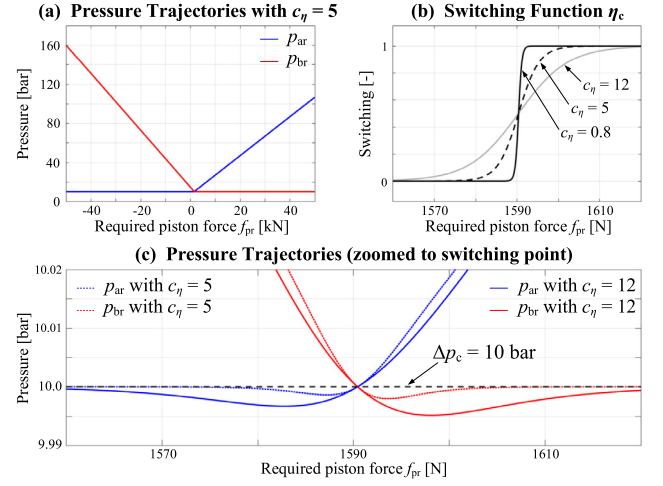 (a) Pressure Trajectories with cη = 5
Pressure [bar]
160
120
80
40
0
-40
-20
0
20
40
Required piston force fpr [kN]
par
pbr
(b) Switching Function ηc
Switching [-]
1
0
1570
1590
1610
Required piston force fpr [N]
cη = 12
cη = 5
cη = 0.8
(c) Pressure Trajectories (zoomed to switching point)
Pressure [bar]
10.02
10.01
10.0
9.99
1570
1590
1610
Required piston force fpr [N]
par with cη = 5
pbr with cη = 5
par with cη = 12
pbr with cη = 12
Δpc = 10 bar